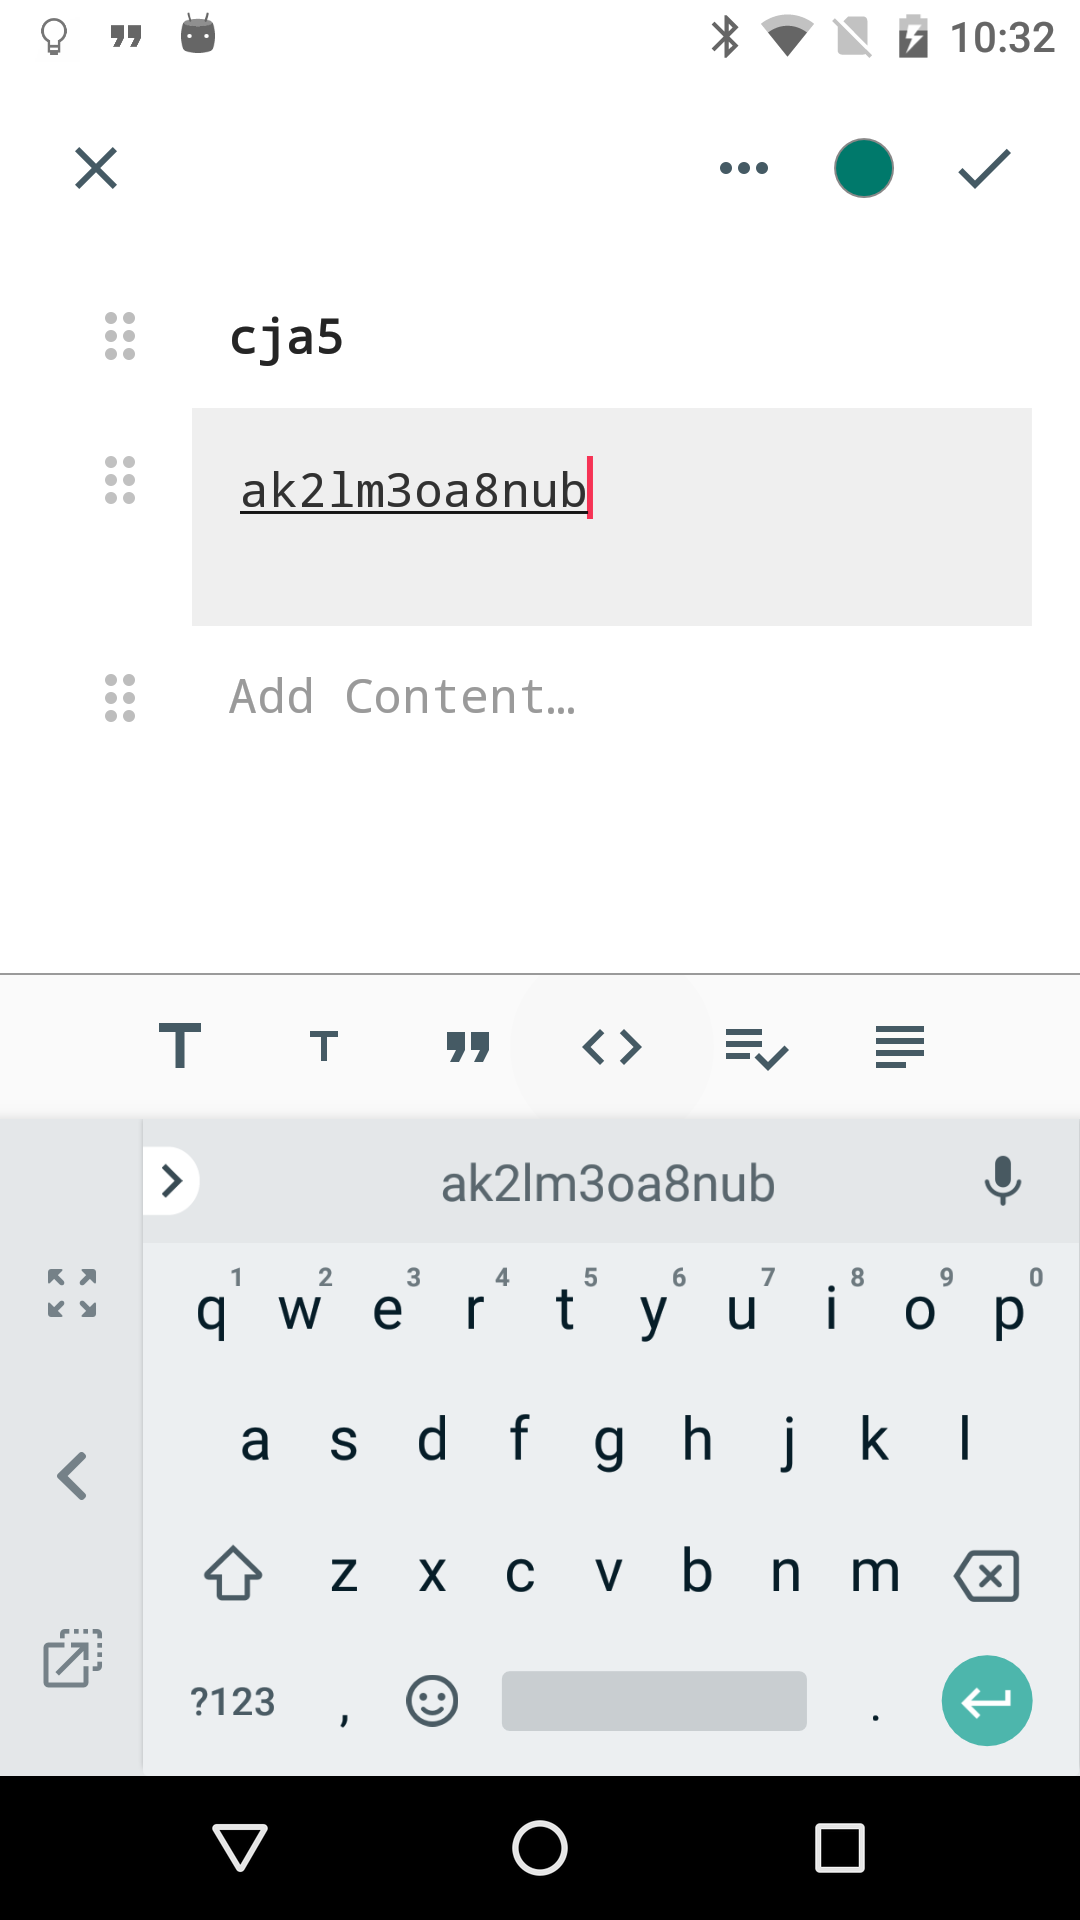 10:32
cja5
ak2lm3oa8nub
Add Content…
T T
ak2lm3oa8nub
1 2 3 4 5 6 7 8 9 0
q w e r t y u i o p
a s d f g h j k l
z x c v b n m
?123 , .